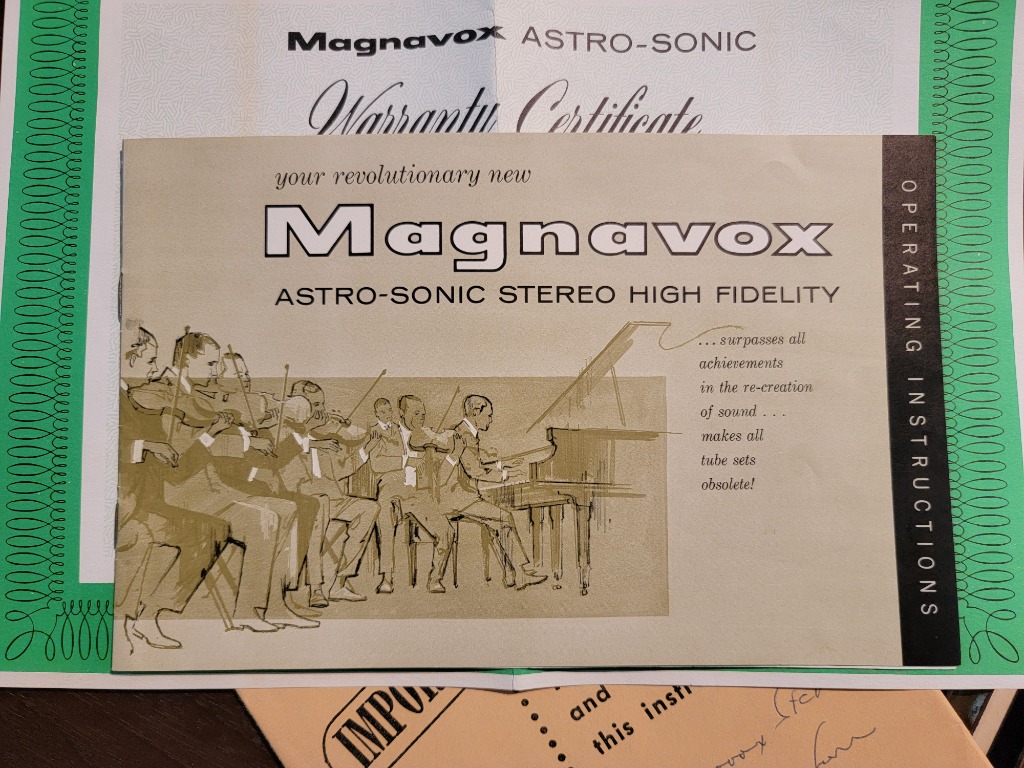 Magnavox ASTRO-SONIC
Warranty Certificate
your revolutionary new
Magnavox
ASTRO-SONIC STEREO HIGH FIDELITY
...surpasses all
achievements
in the re-creation
of sound . . .
makes all
tube sets
obsolete!
OPERATING INSTRUCTIONS
and
this